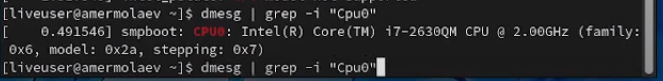 [liveuser@amermolaev ~]$ dmesg | grep -i "Cpu0"
[    0.491546] smpboot: CPU0: Intel(R) Core(TM) i7-2630QM CPU @ 2.00GHz (family:
0x6, model: 0x2a, stepping: 0x7)
[liveuser@amermolaev ~]$ dmesg | grep -i "Cpu0"